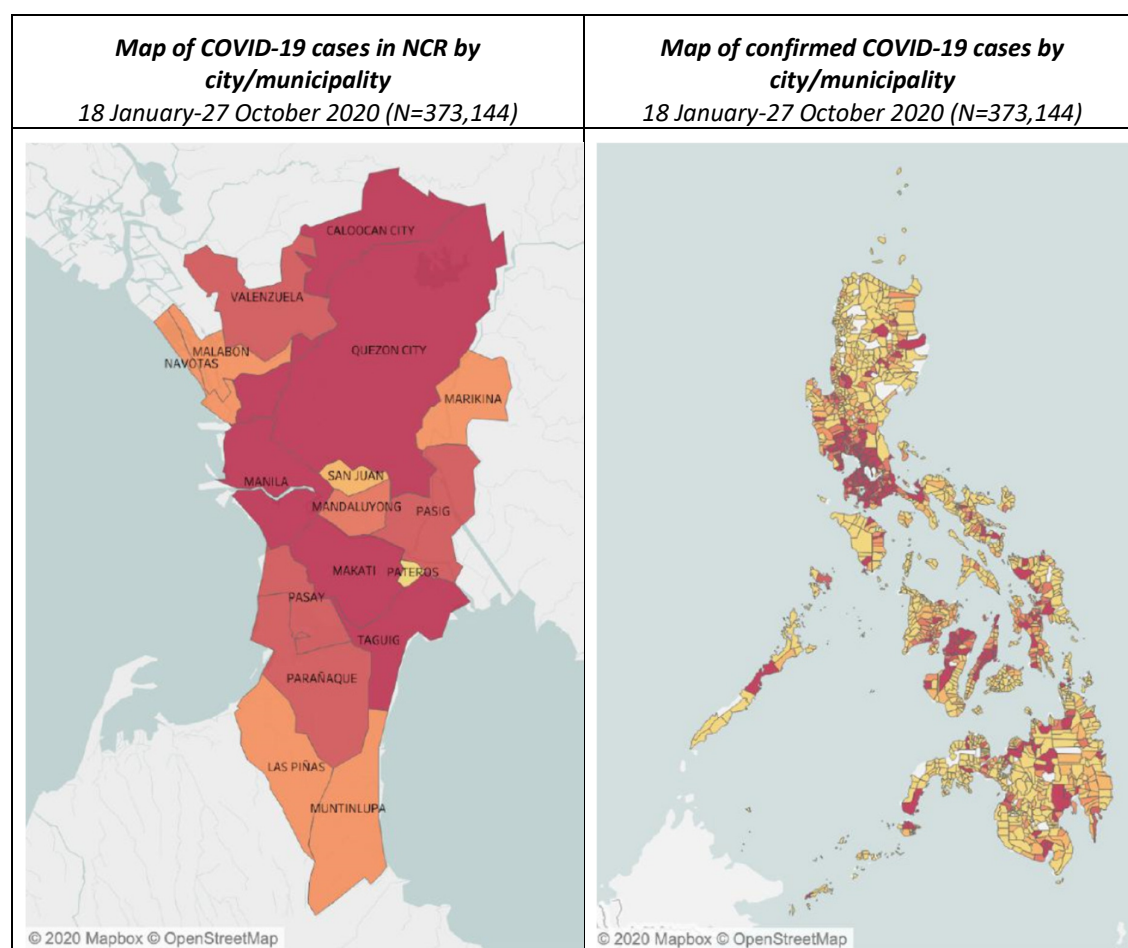 Map of COVID-19 cases in NCR by
city/municipality
18 January-27 October 2020 (N=373,144)
Map of confirmed COVID-19 cases by
city/municipality
18 January-27 October 2020 (N=373,144)
CALOOCAN CITY
VALENZUELA
QUEZON CITY
MALABON
NAVOTAS
MARIKINA
SAN JUAN
MANILA
MANDALUYONG
PASIG
MAKATI
PATEROS
PASAY
TAGUIG
PARAÑAQUE
LAS PIÑAS
MUNTINLUPA
© 2020 Mapbox © OpenStreetMap
© 2020 Mapbox © OpenStreetMap